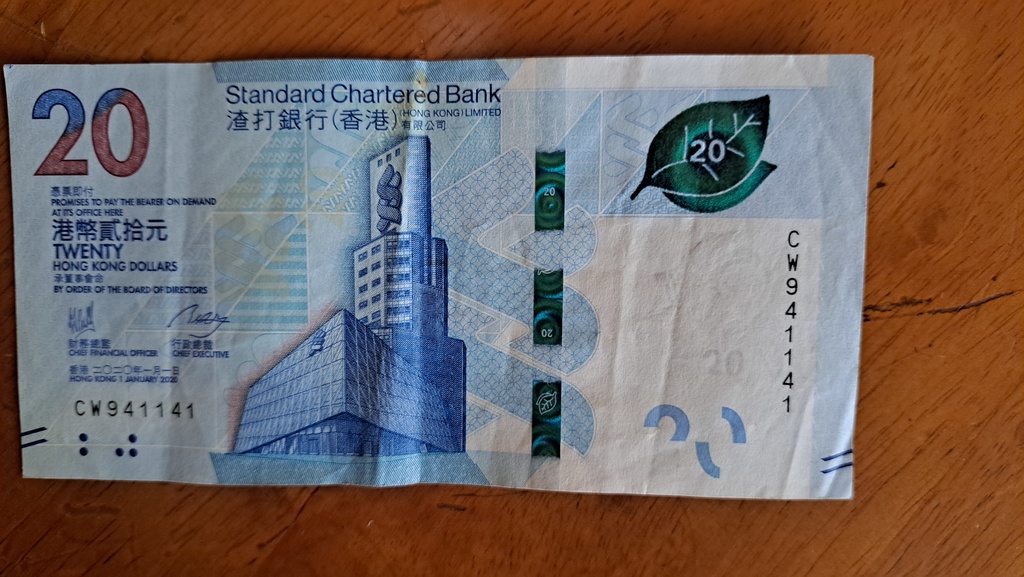 20
Standard Chartered Bank
(HONG KONG) LIMITED
渣打銀行(香港)有限公司
憑票即付
PROMISES TO PAY THE BEARER ON DEMAND
AT ITS OFFICE HERE
港幣貳拾元
TWENTY
HONG KONG DOLLARS
承董事會命
BY ORDER OF THE BOARD OF DIRECTORS
財務總監 行政總裁
CHIEF FINANCIAL OFFICER CHIEF EXECUTIVE
香港 二〇二〇年一月一日
HONG KONG 1 JANUARY 2020
CW941141
20
20
20
CW941141
20
20